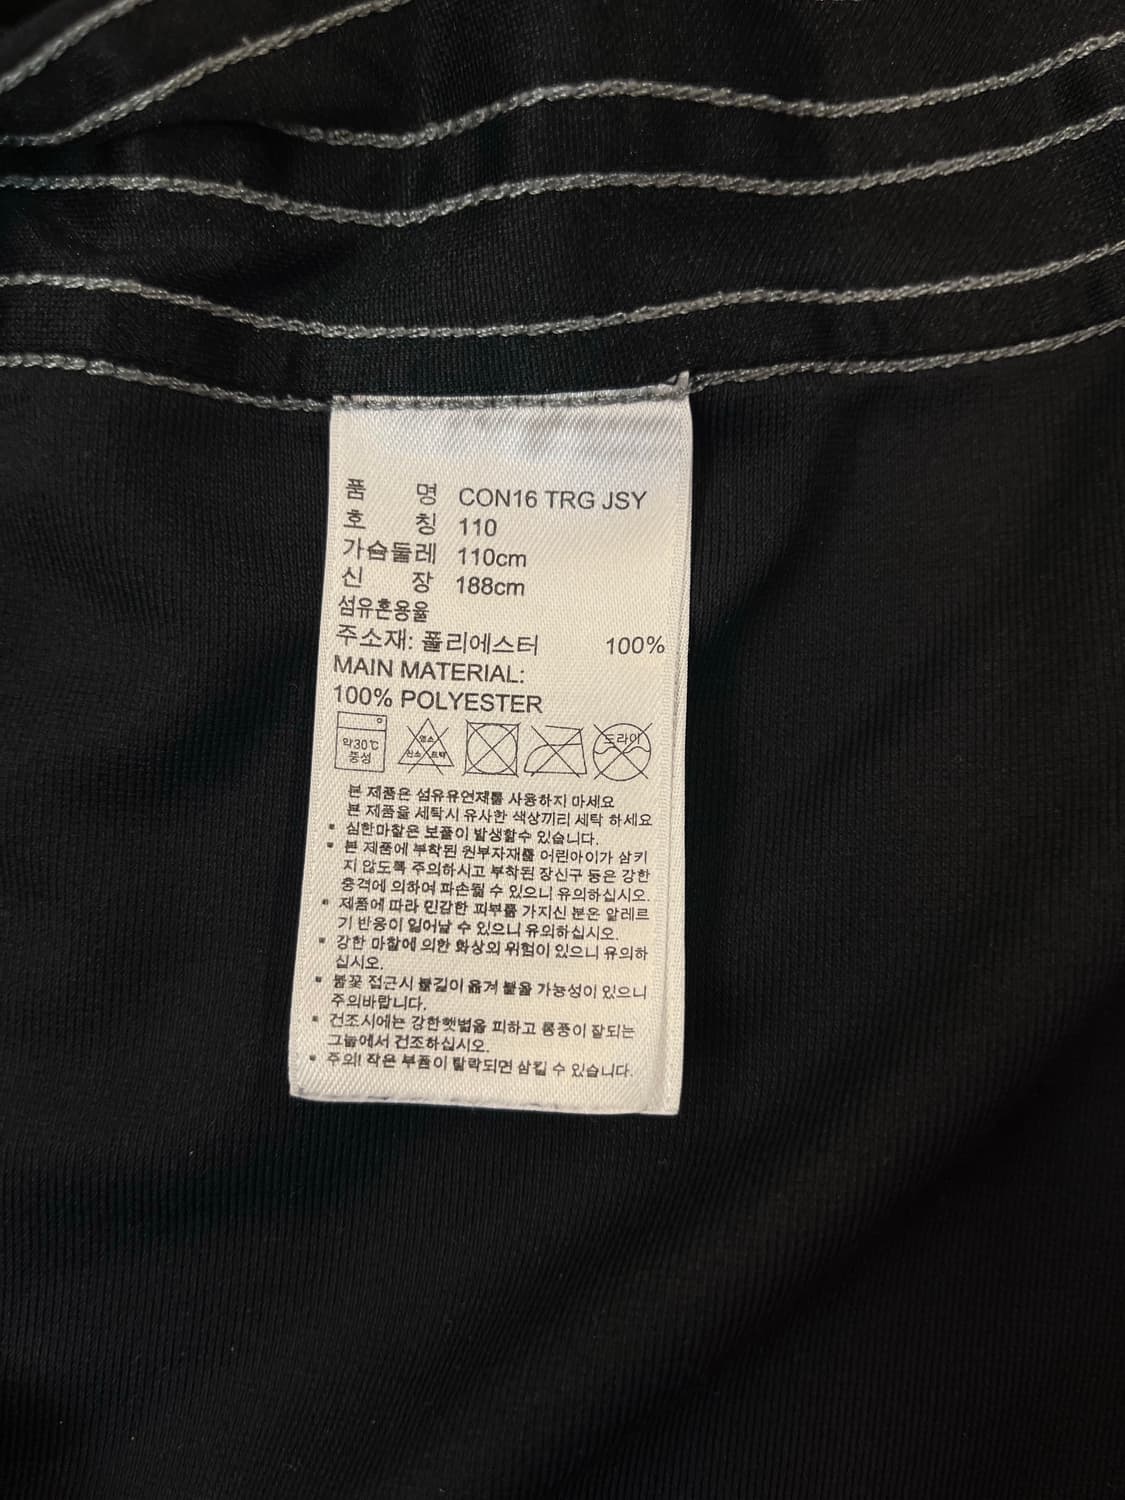 품 명 CON16 TRG JSY
호 칭 110
가슴둘레 110cm
신 장 188cm
섬유혼용율
주소재: 폴리에스터 100%
MAIN MATERIAL:
100% POLYESTER
약30℃
중성
염소
산소 표백
드라이
본 제품은 섬유유연제를 사용하지 마세요
본 제품을 세탁시 유사한 색상끼리 세탁 하세요
* 심한마찰은 보풀이 발생할수 있습니다.
* 본 제품에 부착된 원부자재를 어린아이가 삼키
지 않도록 주의하시고 부착된 장신구 등은 강한
충격에 의하여 파손될 수 있으니 유의하십시오.
* 제품에 따라 민감한 피부를 가지신 분은 알레르
기 반응이 일어날 수 있으니 유의하십시오.
* 강한 마찰에 의한 화상의 위험이 있으니 유의하
십시오.
* 불꽃 접근시 불길이 옮겨 붙을 가능성이 있으니
주의바랍니다.
* 건조시에는 강한햇볕을 피하고 통풍이 잘되는
그늘에서 건조하십시오.
* 주의! 작은 부품이 탈락되면 삼킬 수 있습니다.